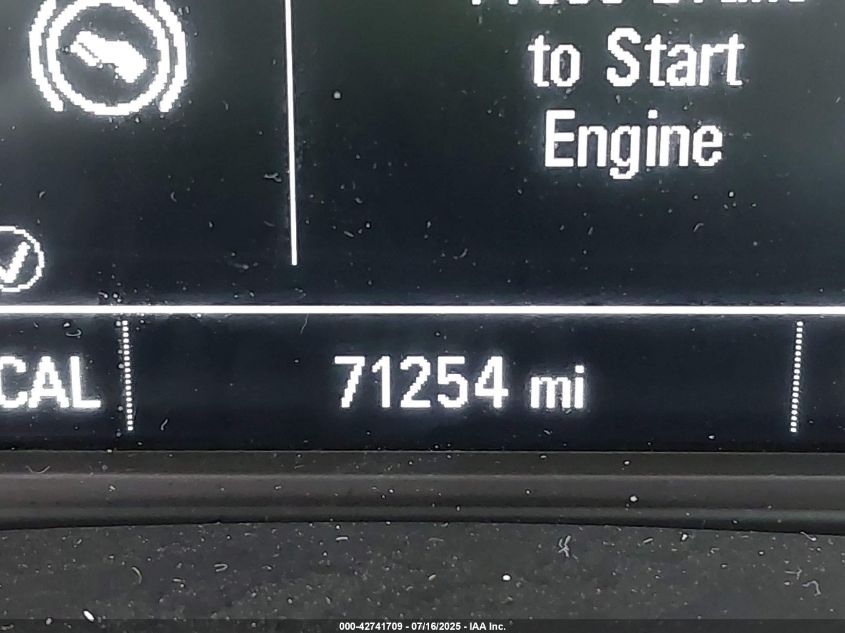 to Start
Engine
CAL
71254 mi
000-42741709 - 07/16/2025 - IAA Inc.